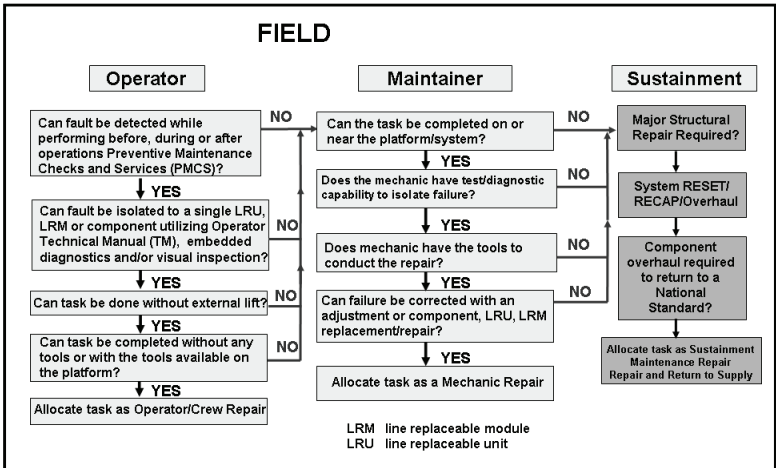 FIELD
Operator
Can fault be detected while
performing before, during or after
operations Preventive Maintenance
Checks and Services (PMCS)?
NO
YES
Can fault be isolated to a single LRU,
LRM or component utilizing Operator
Technical Manual (TM), embedded
diagnostics and/or visual inspection?
NO
YES
Can task be done without external lift?
NO
YES
Can task be completed without any
tools or with the tools available on
the platform?
NO
YES
Allocate task as Operator/Crew Repair
Maintainer
Can the task be completed on or
near the platform/system?
NO
YES
Does the mechanic have test/diagnostic
capability to isolate failure?
NO
YES
Does mechanic have the tools to
conduct the repair?
NO
YES
Can failure be corrected with an
adjustment or component, LRU, LRM
replacement/repair?
NO
YES
Allocate task as a Mechanic Repair
Sustainment
Major Structural
Repair Required?
System RESET/
RECAP/Overhaul
Component
overhaul required
to return to a
National
Standard?
Allocate task as Sustainment
Maintenance Repair
Repair and Return to Supply
LRM line replaceable module
LRU line replaceable unit